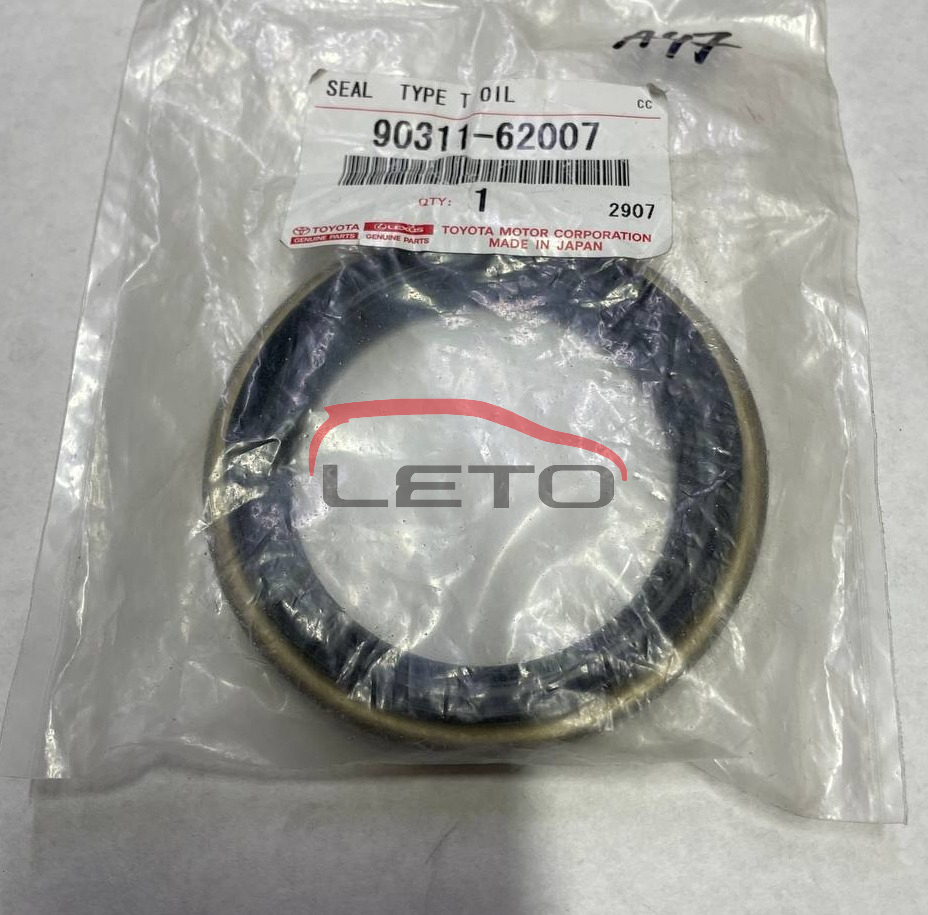 A47
SEAL TYPE T OIL
CC
90311-62007
QTY: 1
2907
TOYOTA GENUINE PARTS
LEXUS GENUINE PARTS
TOYOTA MOTOR CORPORATION
MADE IN JAPAN
LETO